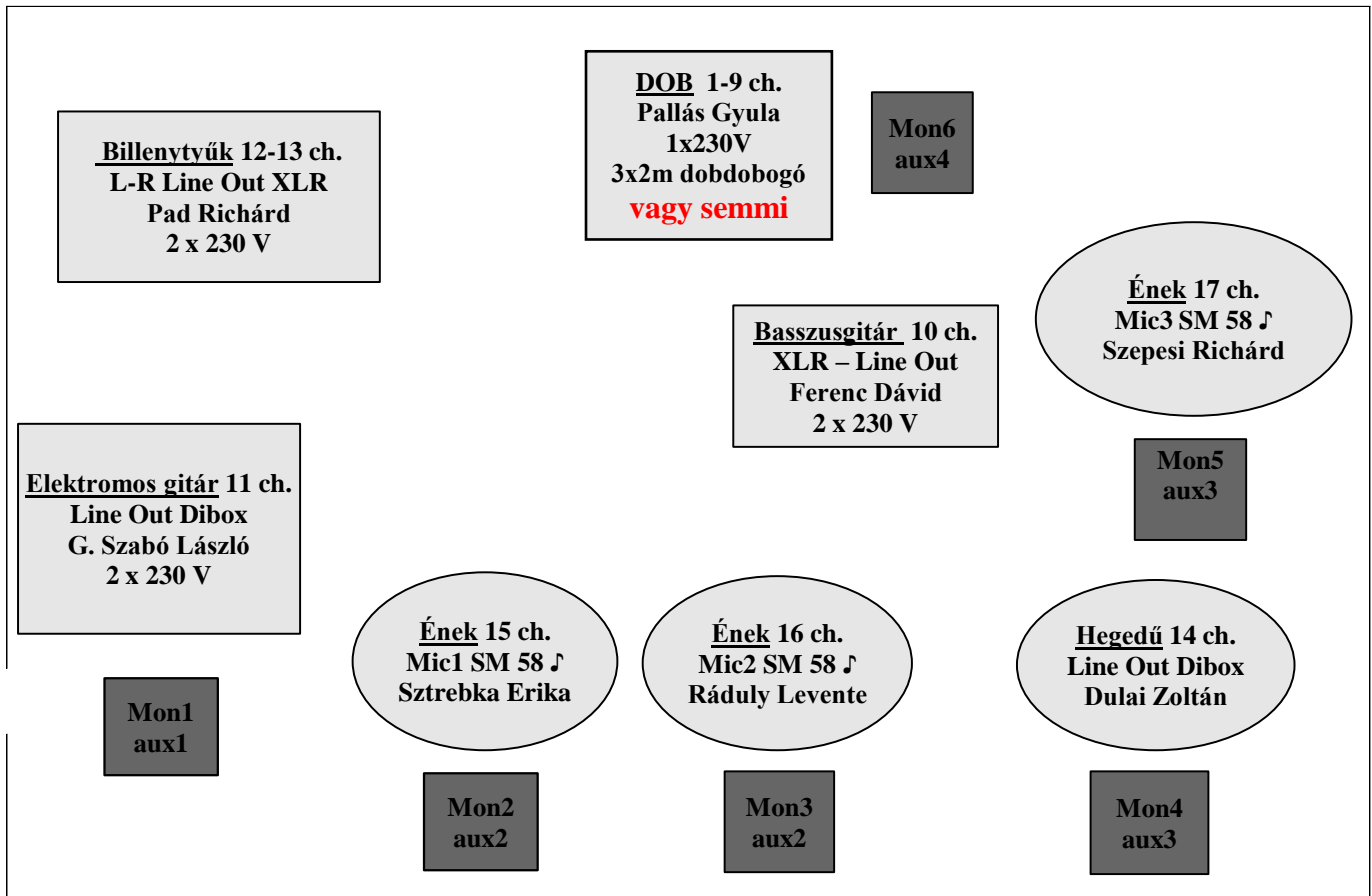 DOB 1-9 ch.
Pallás Gyula
1x230V
3x2m dobdobogó
vagy semmi
Mon6
aux4
Billenytyűk 12-13 ch.
L-R Line Out XLR
Pad Richárd
2 x 230 V
Ének 17 ch.
Mic3 SM 58 ♪
Szepesi Richárd
Basszusgitár 10 ch.
XLR – Line Out
Ferenc Dávid
2 x 230 V
Mon5
aux3
Elektromos gitár 11 ch.
Line Out Dibox
G. Szabó László
2 x 230 V
Ének 15 ch.
Mic1 SM 58 ♪
Sztrebka Erika
Ének 16 ch.
Mic2 SM 58 ♪
Ráduly Levente
Hegedű 14 ch.
Line Out Dibox
Dulai Zoltán
Mon1
aux1
Mon2
aux2
Mon3
aux2
Mon4
aux3